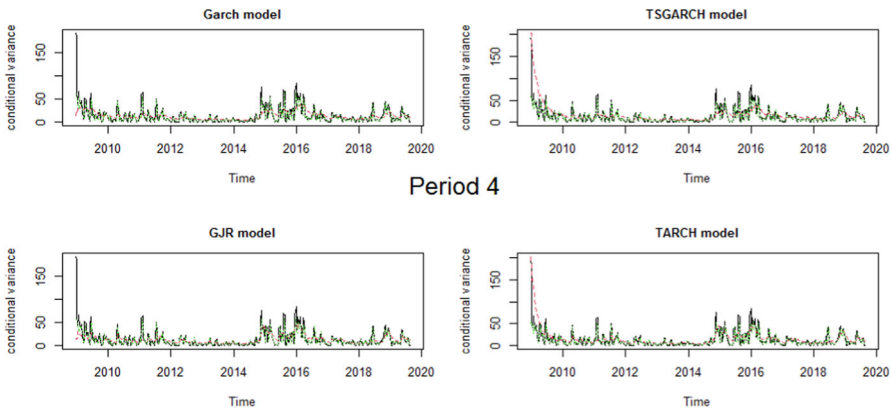 Garch model
conditional variance
0 50 150
2010 2012 2014 2016 2018 2020
Time
TSGARCH model
conditional variance
0 50 150
2010 2012 2014 2016 2018 2020
Time
Period 4
GJR model
conditional variance
0 50 150
2010 2012 2014 2016 2018 2020
Time
TARCH model
conditional variance
0 50 150
2010 2012 2014 2016 2018 2020
Time